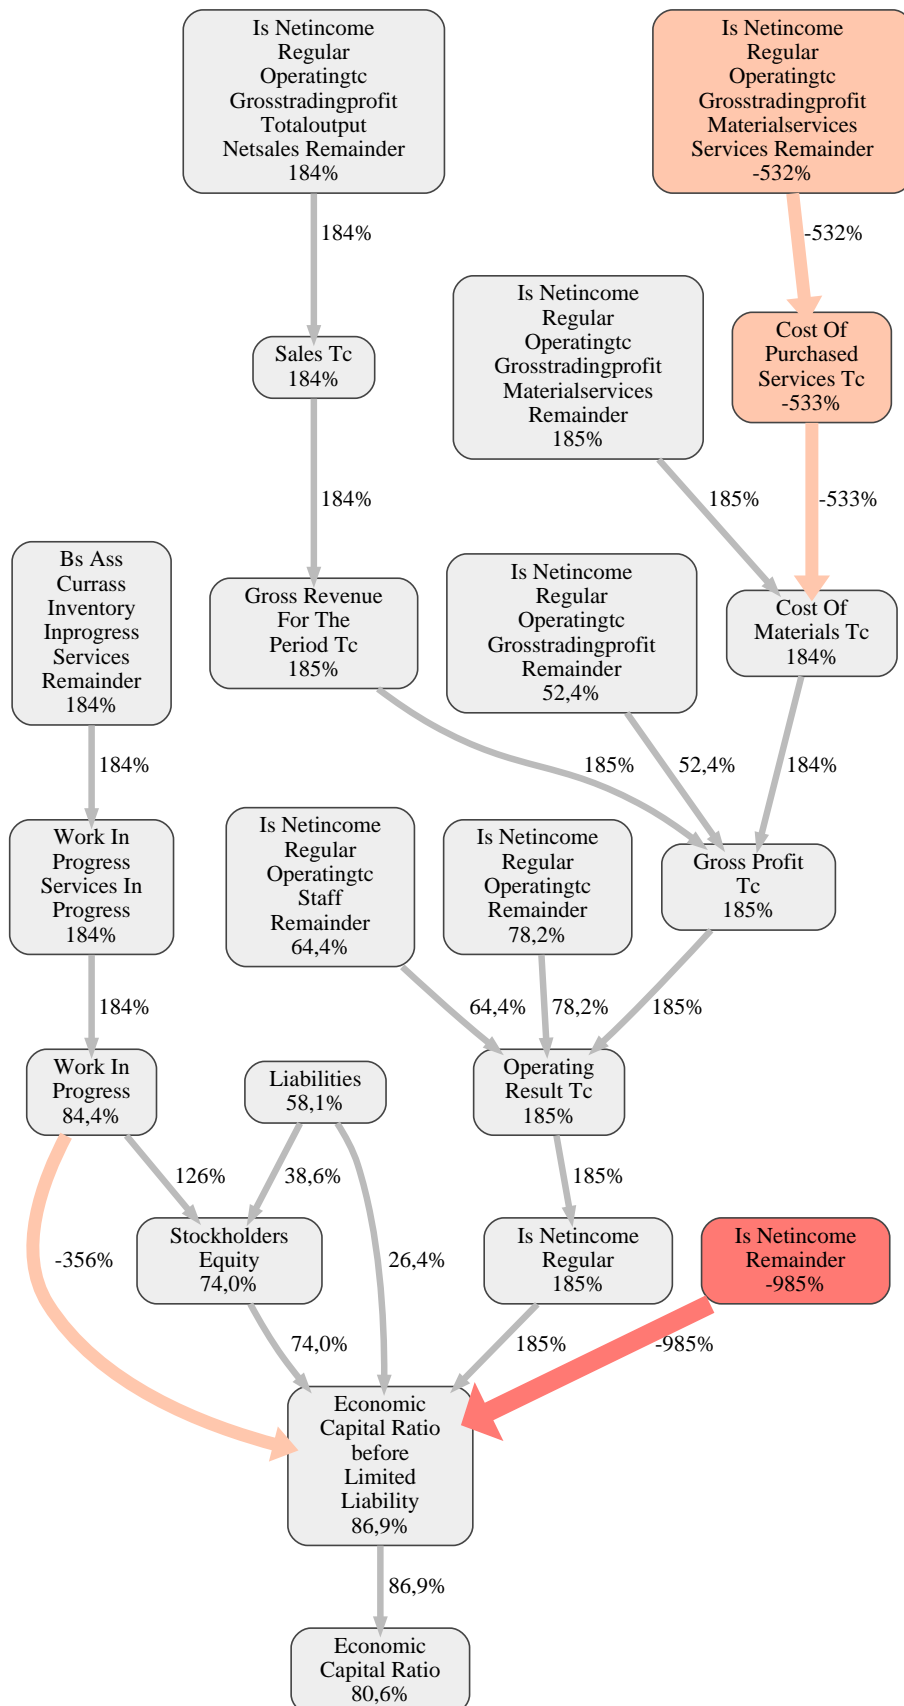 Is Netincome
Regular
Operatingtc
Grosstradingprofit
Totaloutput
Netsales Remainder
184%
Is Netincome
Regular
Operatingtc
Grosstradingprofit
Materialservices
Services Remainder
-532%
184%
-532%
Is Netincome
Regular
Operatingtc
Grosstradingprofit
Materialservices
Remainder
185%
Sales Tc
184%
Cost Of
Purchased
Services Tc
-533%
184%
185%
-533%
Bs Ass
Currass
Inventory
Inprogress
Services
Remainder
184%
Gross Revenue
For The
Period Tc
185%
Is Netincome
Regular
Operatingtc
Grosstradingprofit
Remainder
52,4%
Cost Of
Materials Tc
184%
184%
185%
52,4%
184%
Work In
Progress
Services In
Progress
184%
Is Netincome
Regular
Operatingtc
Staff
Remainder
64,4%
Is Netincome
Regular
Operatingtc
Remainder
78,2%
Gross Profit
Tc
185%
184%
64,4%
78,2%
185%
Work In
Progress
84,4%
Liabilities
58,1%
Operating
Result Tc
185%
126%
38,6%
185%
-356%
Stockholders
Equity
74,0%
26,4%
Is Netincome
Regular
185%
Is Netincome
Remainder
-985%
74,0%
185%
-985%
Economic
Capital Ratio
before
Limited
Liability
86,9%
86,9%
Economic
Capital Ratio
80,6%